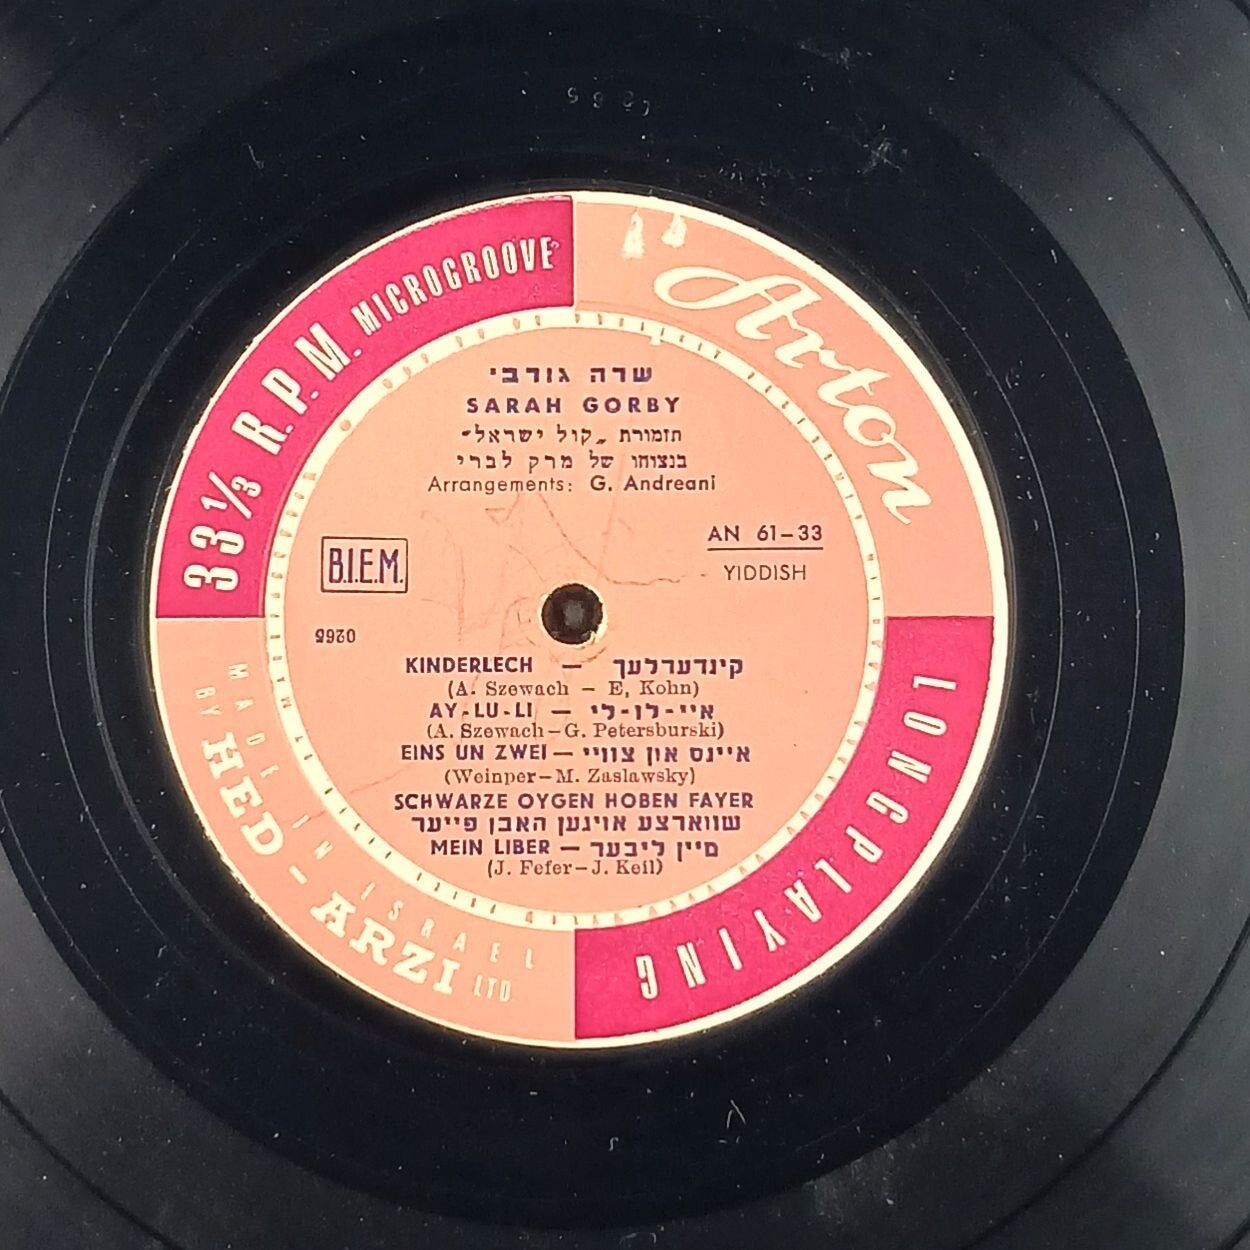 33⅓ R.P.M. MICROGROOVE
Arton
שרה גורבי
SARAH GORBY
תזמורת „קול ישראל"
בנצוחו של מרק לברי
Arrangements: G. Andreani
AN 61-33
B.I.E.M.
YIDDISH
KINDERLECH — קינדערלעך
(A. Szewach - E, Kohn)
AY-LU-LI — איי-לו-לי
(A. Szewach-G. Petersburski)
EINS UN ZWEI — איינס און צוויי
(Weinper-M. Zaslawsky)
SCHWARZE OYGEN HOBEN FAYER
שווארצע אויגען האבן פייער
MEIN LIBER — מיין ליבער
(J. Fefer-J. Keil)
LONG PLAYING
MADE IN ISRAEL
BY HED-ARZI LTD